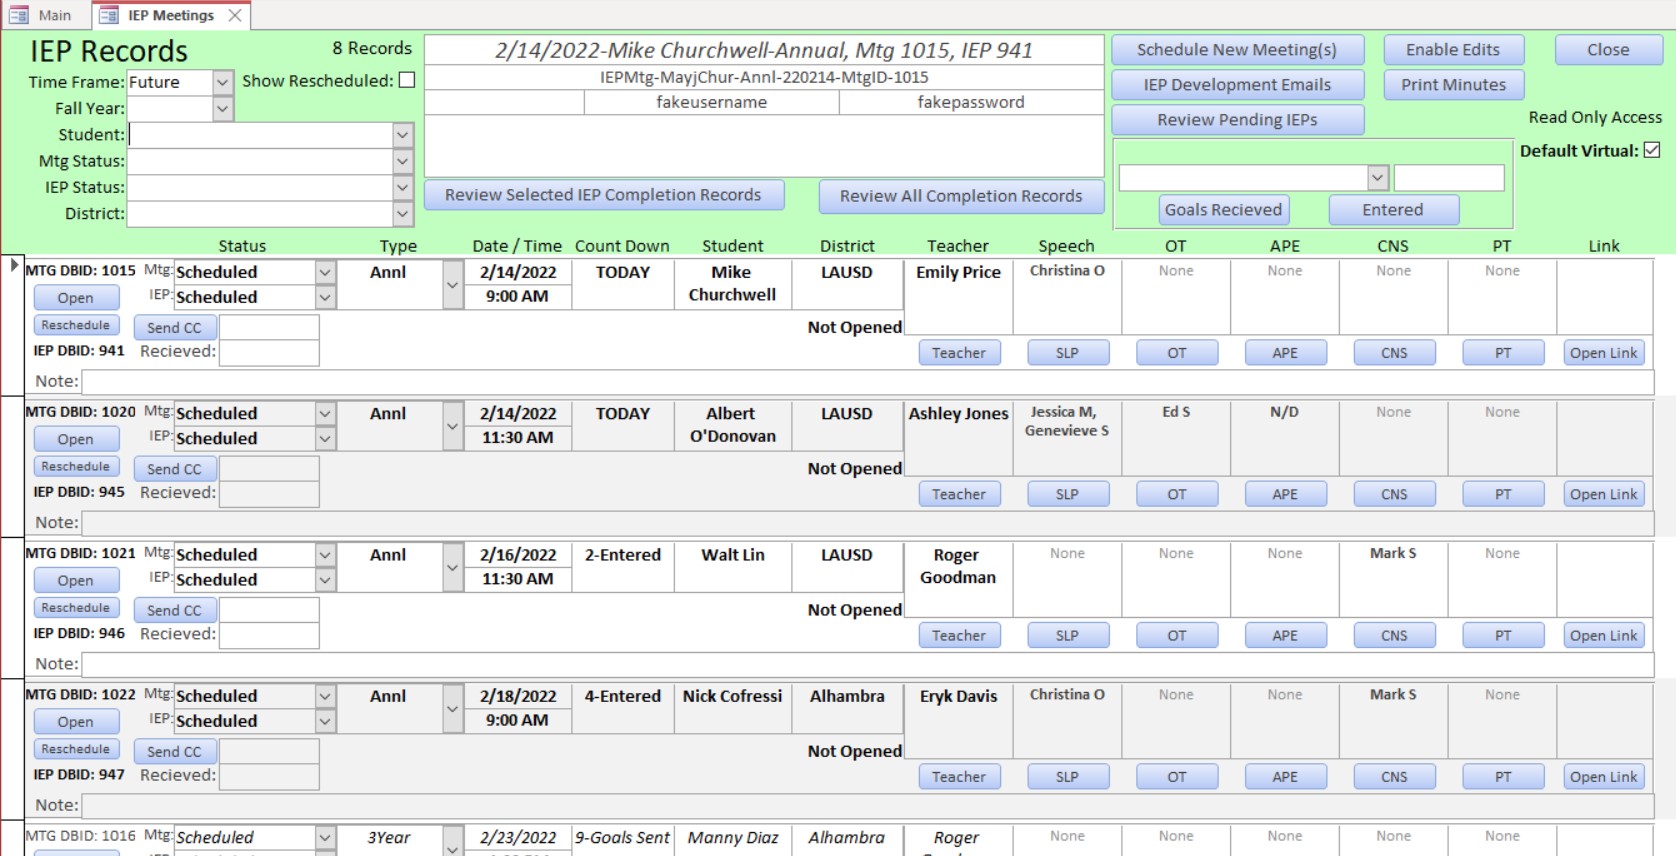 Main
IEP Meetings
IEP Records
8 Records
Time Frame: Future
Show Rescheduled:
Fall Year:
Student:
Mtg Status:
IEP Status:
District:
2/14/2022-Mike Churchwell-Annual, Mtg 1015, IEP 941
IEPMtg-MayjChur-Annl-220214-MtgID-1015
fakeusername fakepassword
Review Selected IEP Completion Records
Review All Completion Records
Schedule New Meeting(s)
Enable Edits
Close
IEP Development Emails
Print Minutes
Review Pending IEPs
Read Only Access
Default Virtual:
Goals Recieved
Entered
Status Type Date / Time Count Down Student District Teacher Speech OT APE CNS PT Link
MTG DBID: 1015 Mtg: Scheduled Annl 2/14/2022 TODAY Mike LAUSD Emily Price Christina O None None None None
Open IEP: Scheduled 9:00 AM Churchwell
Reschedule Send CC Not Opened
IEP DBID: 941 Recieved: Teacher SLP OT APE CNS PT Open Link
Note:
MTG DBID: 1020 Mtg: Scheduled Annl 2/14/2022 TODAY Albert LAUSD Ashley Jones Jessica M, Ed S N/D None None
Open IEP: Scheduled 11:30 AM O'Donovan Genevieve S
Reschedule Send CC Not Opened
IEP DBID: 945 Recieved: Teacher SLP OT APE CNS PT Open Link
Note:
MTG DBID: 1021 Mtg: Scheduled Annl 2/16/2022 2-Entered Walt Lin LAUSD Roger None None None Mark S None
Open IEP: Scheduled 11:30 AM Goodman
Reschedule Send CC Not Opened
IEP DBID: 946 Recieved: Teacher SLP OT APE CNS PT Open Link
Note:
MTG DBID: 1022 Mtg: Scheduled Annl 2/18/2022 4-Entered Nick Cofressi Alhambra Eryk Davis Christina O None None Mark S None
Open IEP: Scheduled 9:00 AM
Reschedule Send CC Not Opened
IEP DBID: 947 Recieved: Teacher SLP OT APE CNS PT Open Link
Note:
MTG DBID: 1016 Mtg: Scheduled 3Year 2/23/2022 9-Goals Sent Manny Diaz Alhambra Roger None None None None None